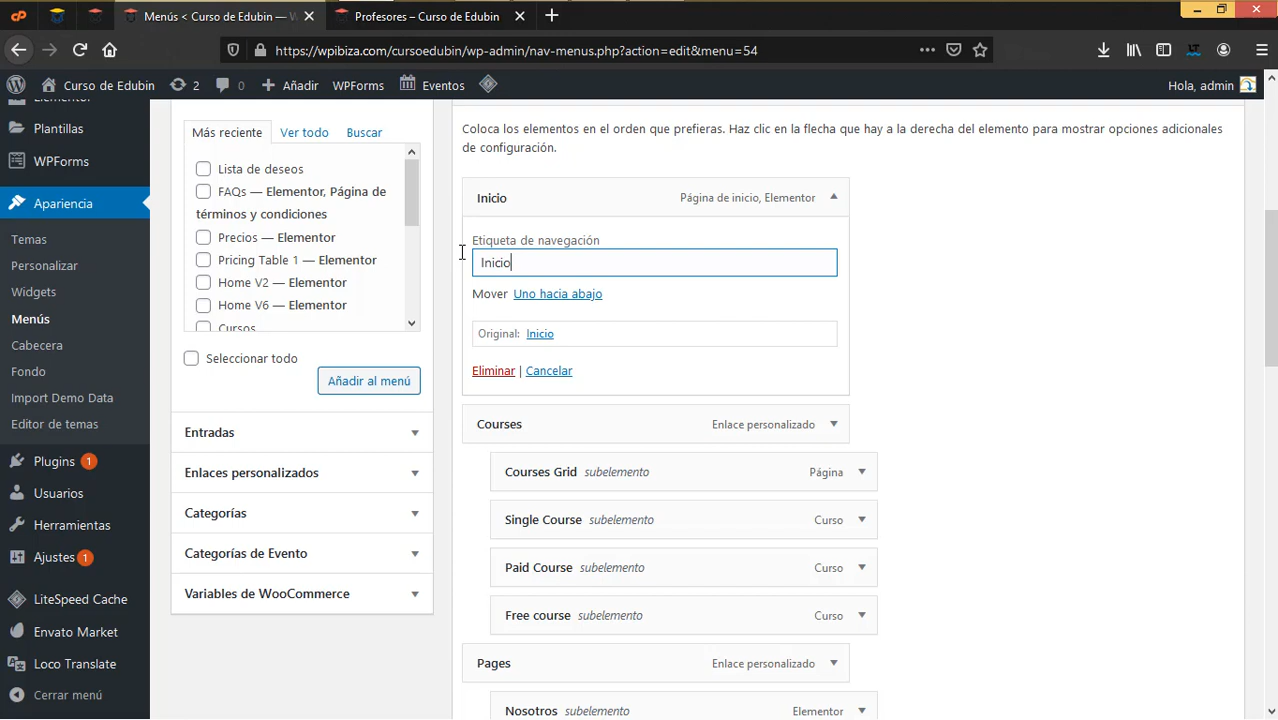 Menús < Curso de Edubin — W
Profesores – Curso de Edubin
https://wpibiza.com/cursoedubin/wp-admin/nav-menus.php?action=edit&menu=54
Curso de Edubin
2
0
Añadir
WPForms
Eventos
Hola, admin
Elementor
Plantillas
WPForms
Apariencia
Temas
Personalizar
Widgets
Menús
Cabecera
Fondo
Import Demo Data
Editor de temas
Plugins 1
Usuarios
Herramientas
Ajustes 1
LiteSpeed Cache
Envato Market
Loco Translate
Cerrar menú
Más reciente
Ver todo
Buscar
Lista de deseos
FAQs — Elementor, Página de
términos y condiciones
Precios — Elementor
Pricing Table 1 — Elementor
Home V2 — Elementor
Home V6 — Elementor
Cursos
Seleccionar todo
Añadir al menú
Entradas
Enlaces personalizados
Categorías
Categorías de Evento
Variables de WooCommerce
Coloca los elementos en el orden que prefieras. Haz clic en la flecha que hay a la derecha del elemento para mostrar opciones adicionales
de configuración.
Inicio Página de inicio, Elementor
Etiqueta de navegación
Inicio
Mover Uno hacia abajo
Original: Inicio
Eliminar | Cancelar
Courses Enlace personalizado
Courses Grid subelemento Página
Single Course subelemento Curso
Paid Course subelemento Curso
Free course subelemento Curso
Pages Enlace personalizado
Nosotros subelemento Elementor